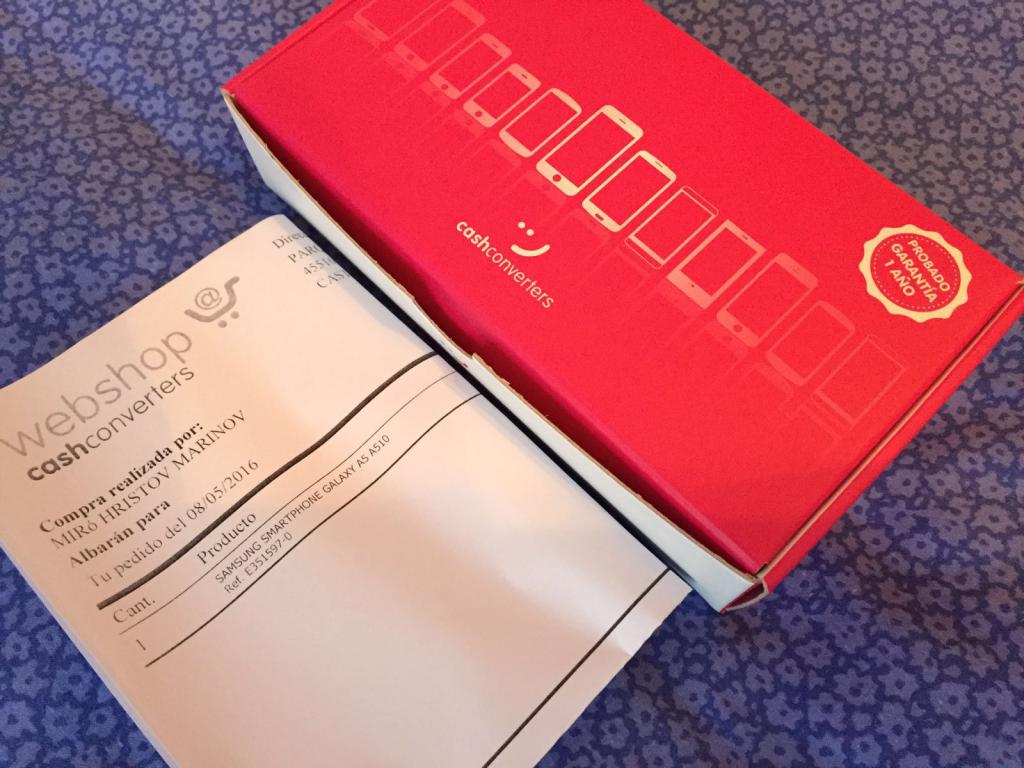 webshop
cashconverters
Compra realizada por:
MIRó HRISTOV MARINOV
Albarán para
Tu pedido del 08/05/2016
Cant. Producto
1 SAMSUNG SMARTPHONE GALAXY A5 A510
Ref. E351597-0
cashconverters
PROBADO
GARANTÍA
1 AÑO